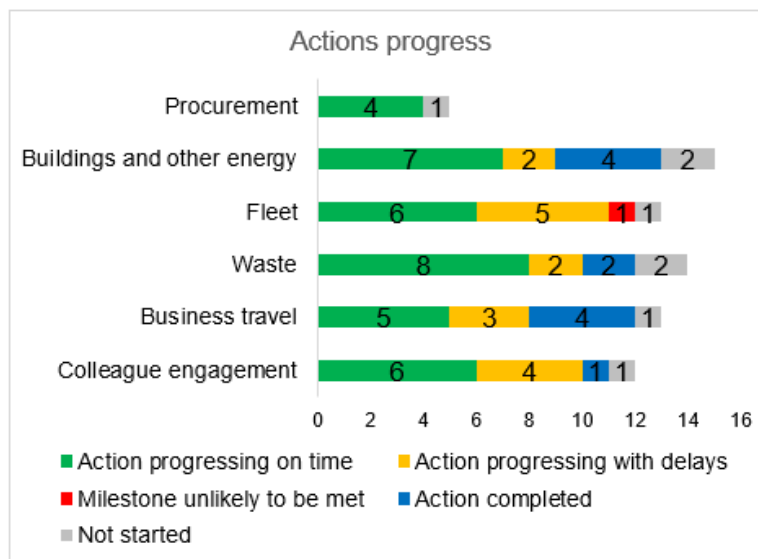 Actions progress
Procurement 4 1
Buildings and other energy 7 2 4 2
Fleet 6 5 1 1
Waste 8 2 2 2
Business travel 5 3 4 1
Colleague engagement 6 4 1 1
0 2 4 6 8 10 12 14 16
Action progressing on time Action progressing with delays
Milestone unlikely to be met Action completed
Not started